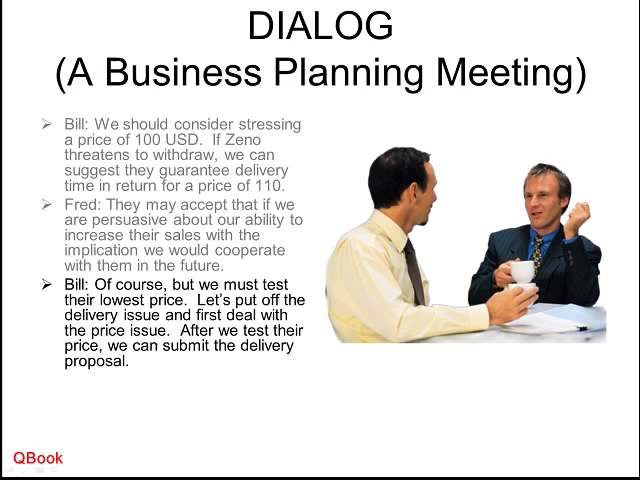 DIALOG
(A Business Planning Meeting)
Bill: We should consider stressing
a price of 100 USD.  If Zeno
threatens to withdraw, we can
suggest they guarantee delivery
time in return for a price of 110.
Fred: They may accept that if we
are persuasive about our ability to
increase their sales with the
implication we would cooperate
with them in the future.
Bill: Of course, but we must test
their lowest price.  Let's put off the
delivery issue and first deal with
the price issue.  After we test their
price, we can submit the delivery
proposal.
QBook